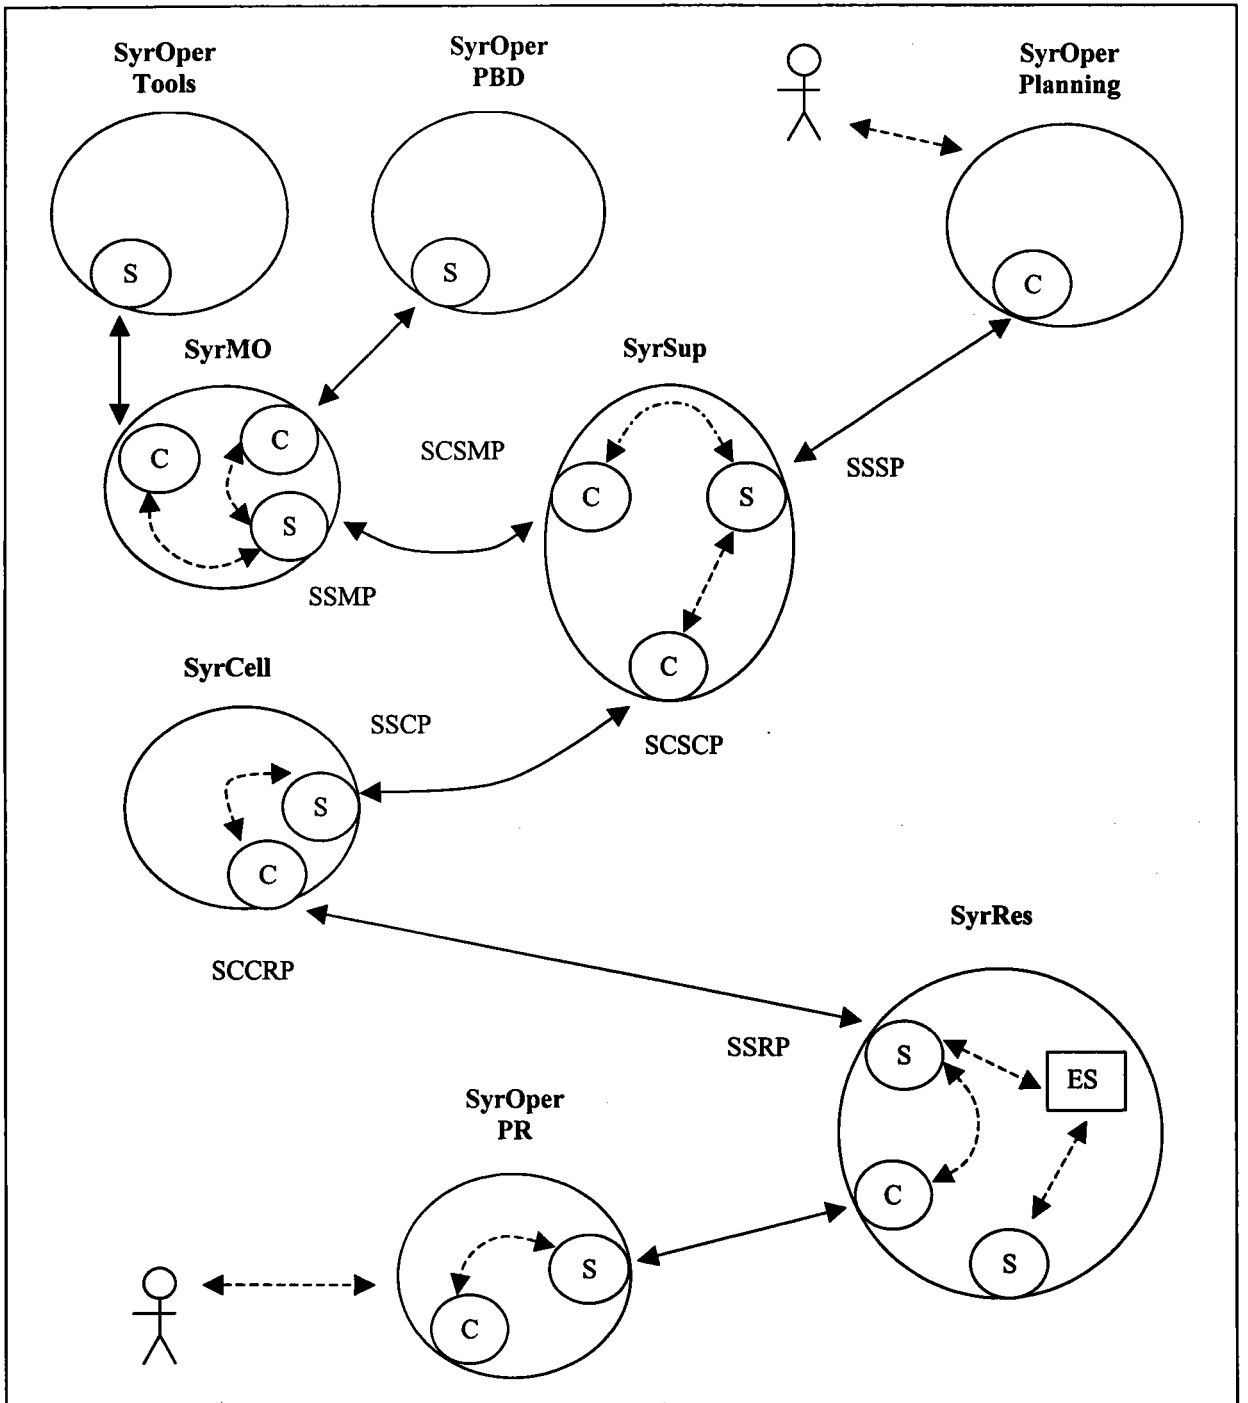 SyrOper
Tools
SyrOper
PBD
SyrOper
Planning
S
S
C
SyrMO
SyrSup
C
C
S
SCSMP
SSMP
C
S
C
SSSP
SyrCell
SSCP
SCSCP
S
C
SCCRP
SyrRes
SSRP
S
ES
C
S
SyrOper
PR
S
C